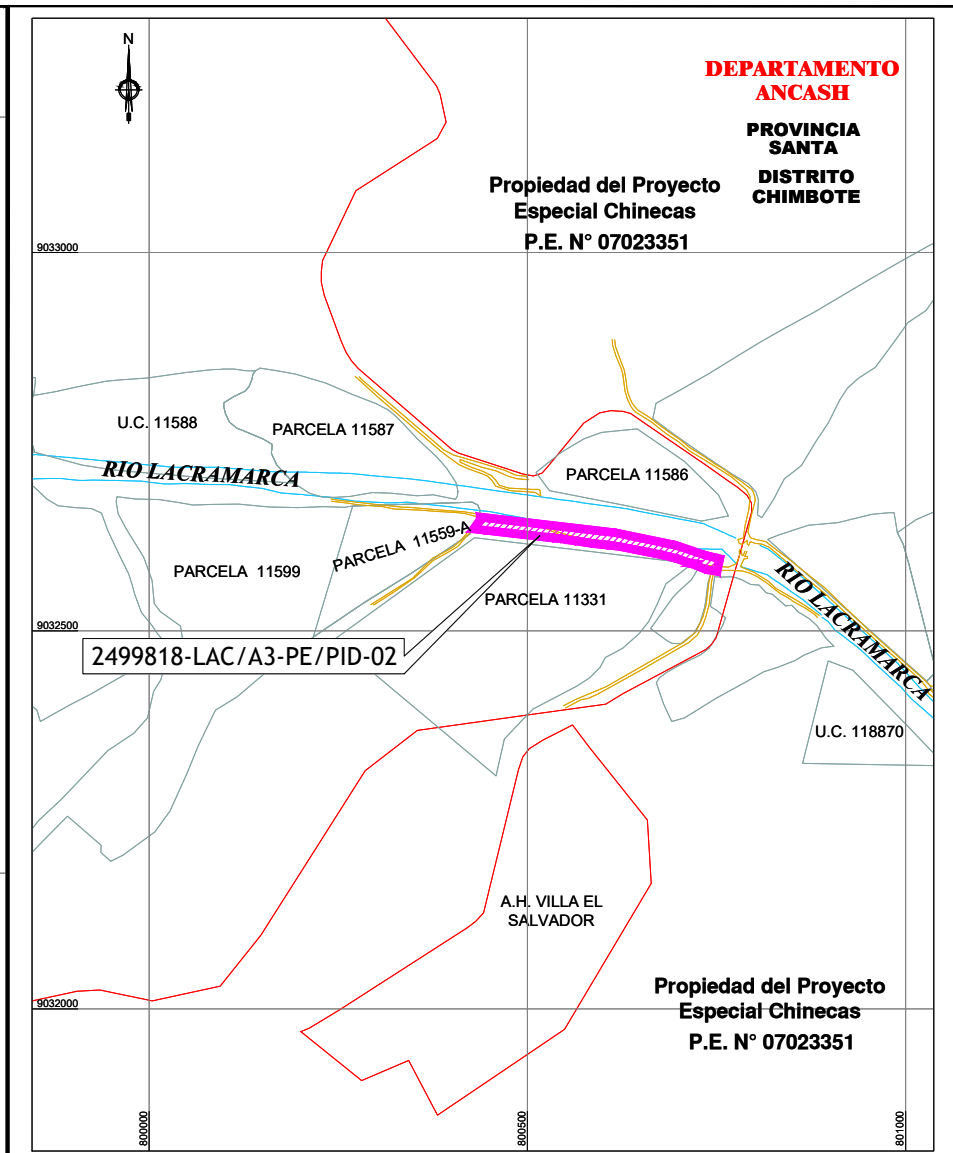 N
DEPARTAMENTO
ANCASH
PROVINCIA
SANTA
DISTRITO
CHIMBOTE
Propiedad del Proyecto
Especial Chinecas
P.E. N° 07023351
9033000
U.C. 11588
PARCELA 11587
RIO LACRAMARCA
PARCELA 11586
PARCELA 11559-A
PARCELA 11599
PARCELA 11331
RIO LACRAMARCA
9032500
2499818-LAC/A3-PE/PID-02
U.C. 118870
A.H. VILLA EL
SALVADOR
Propiedad del Proyecto
Especial Chinecas
P.E. N° 07023351
9032000
800000
800500
801000